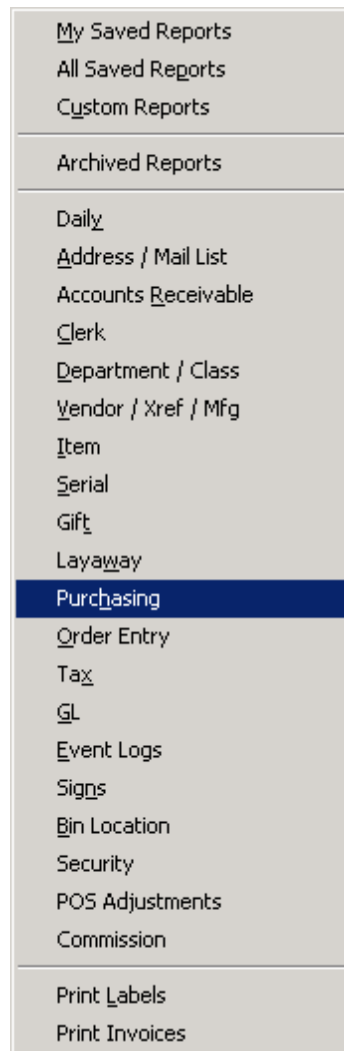 My Saved Reports
All Saved Reports
Custom Reports
Archived Reports
Daily
Address / Mail List
Accounts Receivable
Clerk
Department / Class
Vendor / Xref / Mfg
Item
Serial
Gift
Layaway
Purchasing
Order Entry
Tax
GL
Event Logs
Signs
Bin Location
Security
POS Adjustments
Commission
Print Labels
Print Invoices